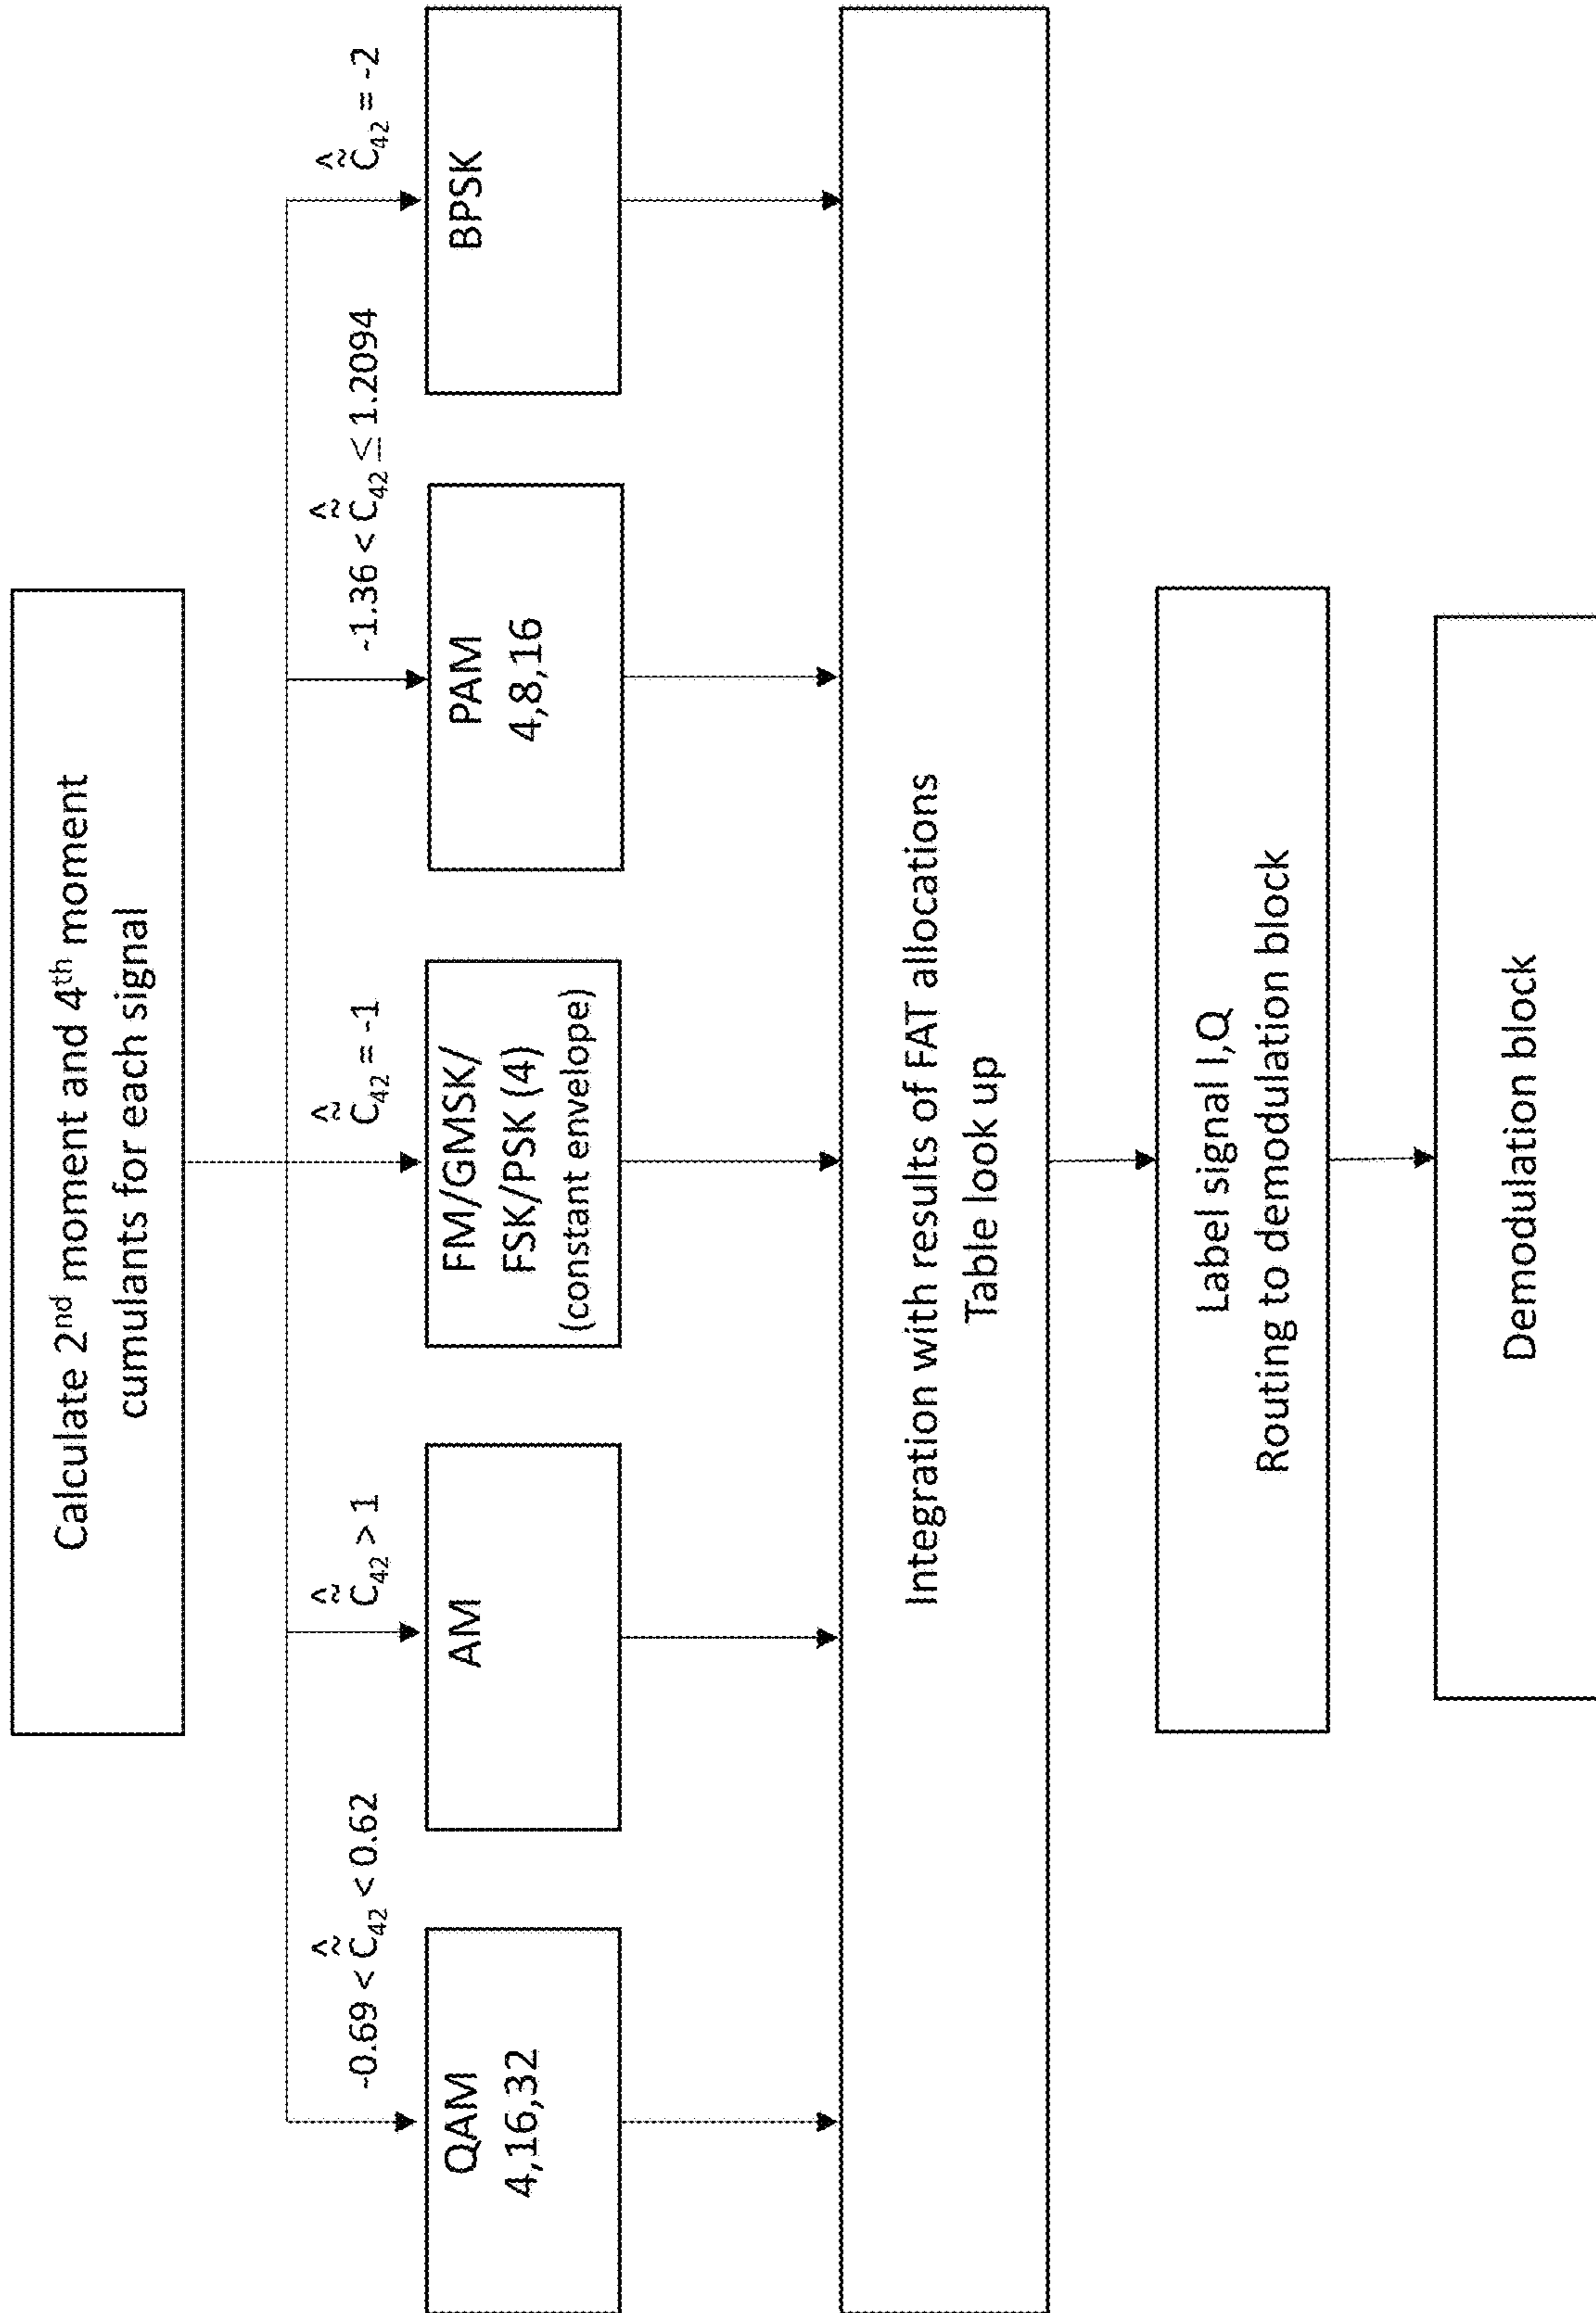 Calculate 2nd moment and 4th moment
cumulants for each signal
-0.69 < C̃̂42 < 0.62
C̃̂42 > 1
C̃̂42 = -1
-1.36 < C̃̂42 ≤ 1.2094
C̃̂42 = -2
QAM
4,16,32
AM
FM/GMSK/
FSK/PSK (4)
(constant envelope)
PAM
4,8,16
BPSK
Integration with results of FAT allocations
Table look up
Label signal I,Q
Routing to demodulation block
Demodulation block